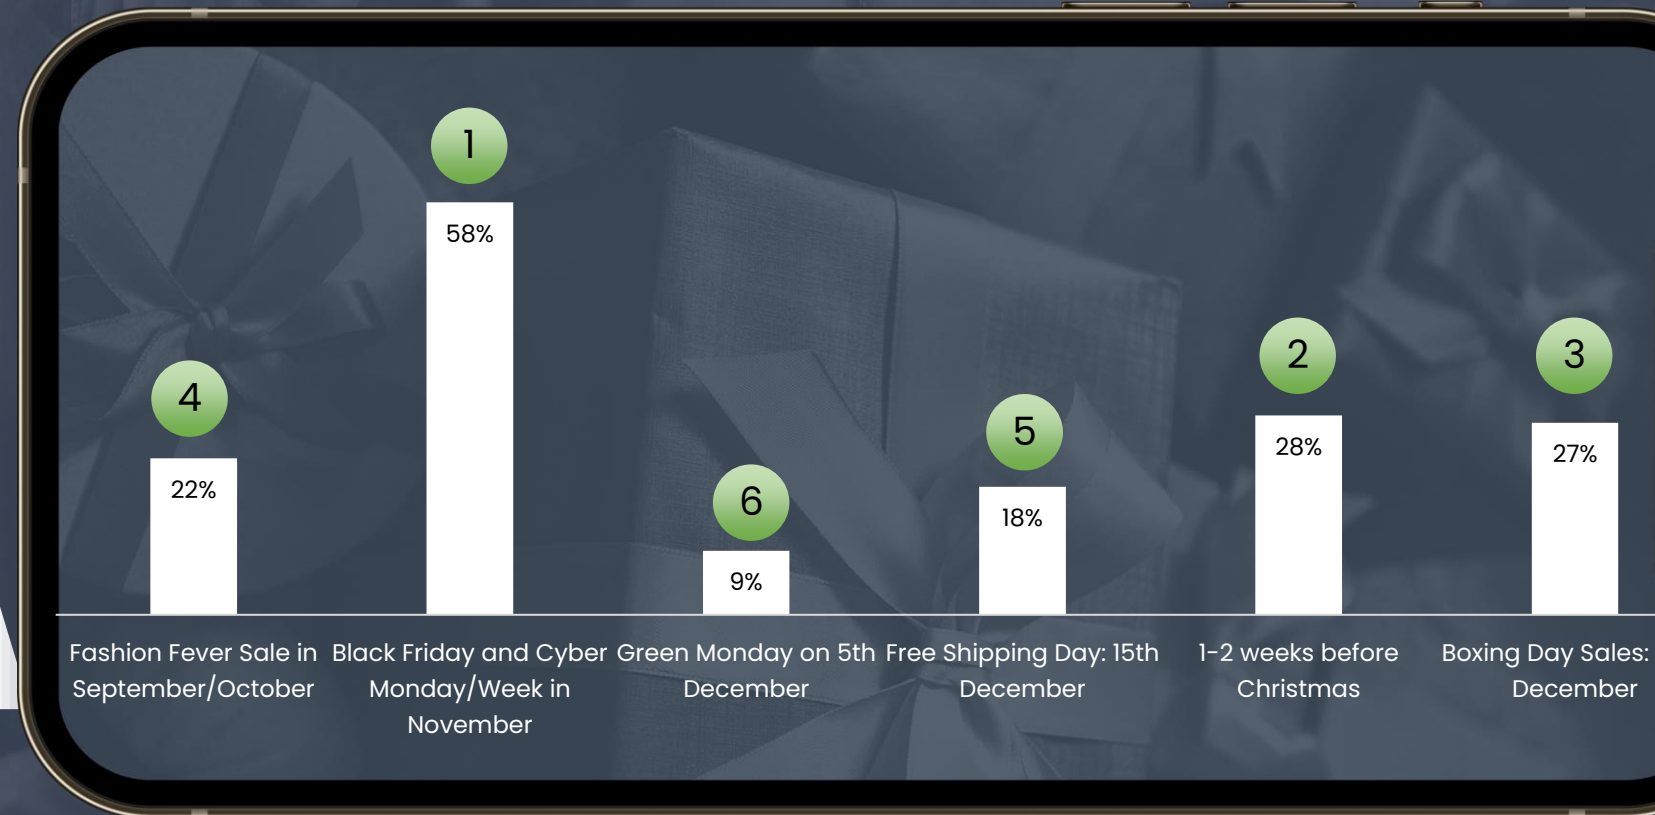 1
58%
4
22%
6
9%
5
18%
2
28%
3
27%
Fashion Fever Sale in
September/October
Black Friday and Cyber
Monday/Week in
November
Green Monday on 5th
December
Free Shipping Day: 15th
December
1-2 weeks before
Christmas
Boxing Day Sales:
December